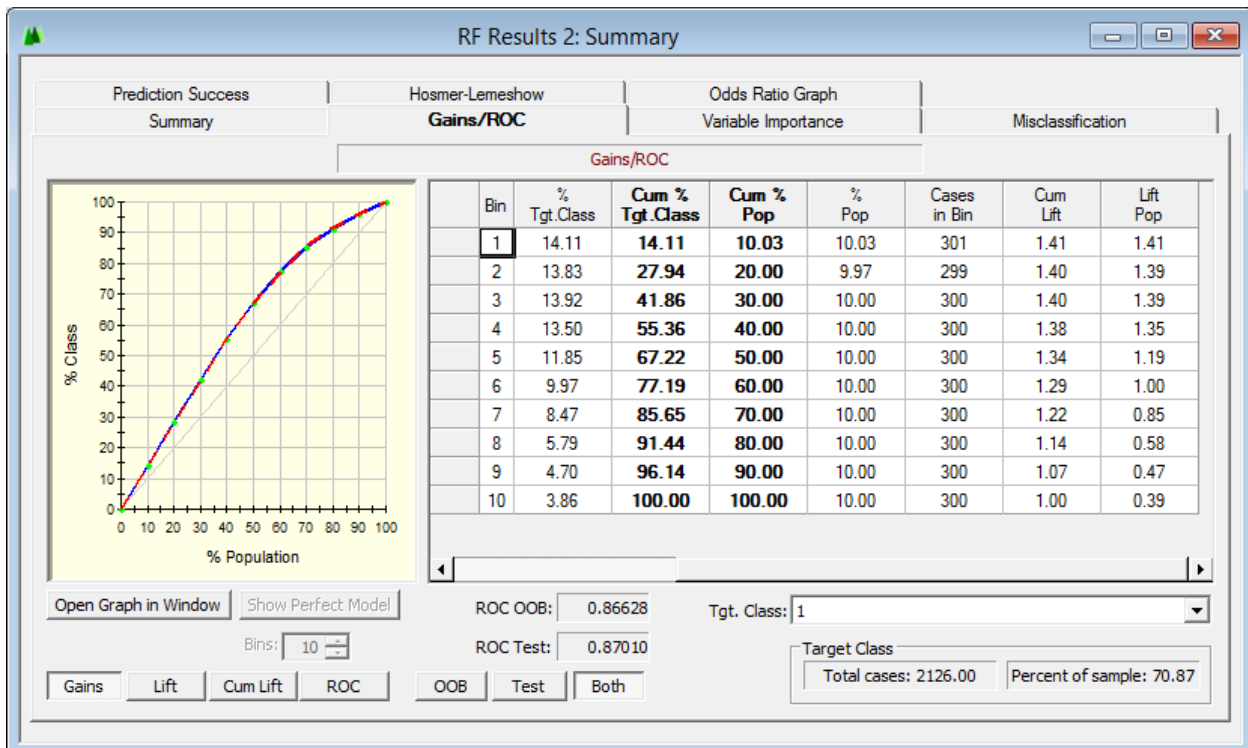 RF Results 2: Summary
Prediction Success Hosmer-Lemeshow Odds Ratio Graph
Summary Gains/ROC Variable Importance Misclassification
Gains/ROC
100
90
80
70
60
50
40
30
20
10
0
% Class
0 10 20 30 40 50 60 70 80 90 100
% Population
Bin % Tgt.Class Cum % Tgt.Class Cum % Pop % Pop Cases in Bin Cum Lift Lift Pop
1 14.11 14.11 10.03 10.03 301 1.41 1.41
2 13.83 27.94 20.00 9.97 299 1.40 1.39
3 13.92 41.86 30.00 10.00 300 1.40 1.39
4 13.50 55.36 40.00 10.00 300 1.38 1.35
5 11.85 67.22 50.00 10.00 300 1.34 1.19
6 9.97 77.19 60.00 10.00 300 1.29 1.00
7 8.47 85.65 70.00 10.00 300 1.22 0.85
8 5.79 91.44 80.00 10.00 300 1.14 0.58
9 4.70 96.14 90.00 10.00 300 1.07 0.47
10 3.86 100.00 100.00 10.00 300 1.00 0.39
Open Graph in Window Show Perfect Model ROC OOB: 0.86628 Tgt. Class: 1
Bins: 10 ROC Test: 0.87010 Target Class
Total cases: 2126.00 Percent of sample: 70.87
Gains Lift Cum Lift ROC OOB Test Both